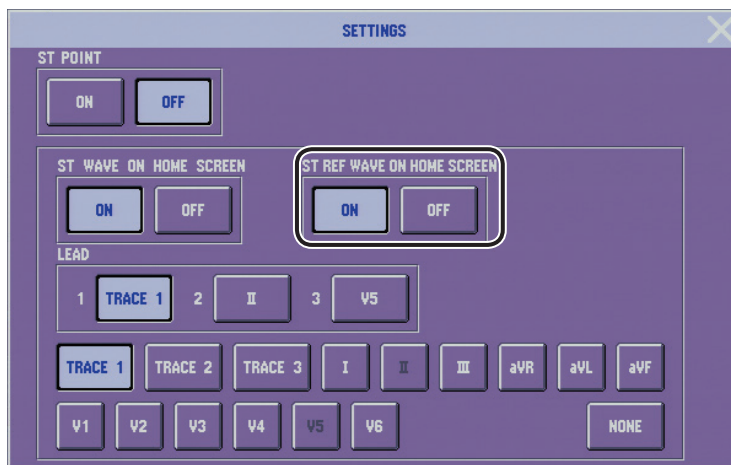 SETTINGS
ST POINT
ON OFF
ST WAVE ON HOME SCREEN ST REF WAVE ON HOME SCREEN
ON OFF ON OFF
LEAD
1 TRACE 1 2 II 3 V5
TRACE 1 TRACE 2 TRACE 3 I II III aVR aVL aVF
V1 V2 V3 V4 V5 V6 NONE